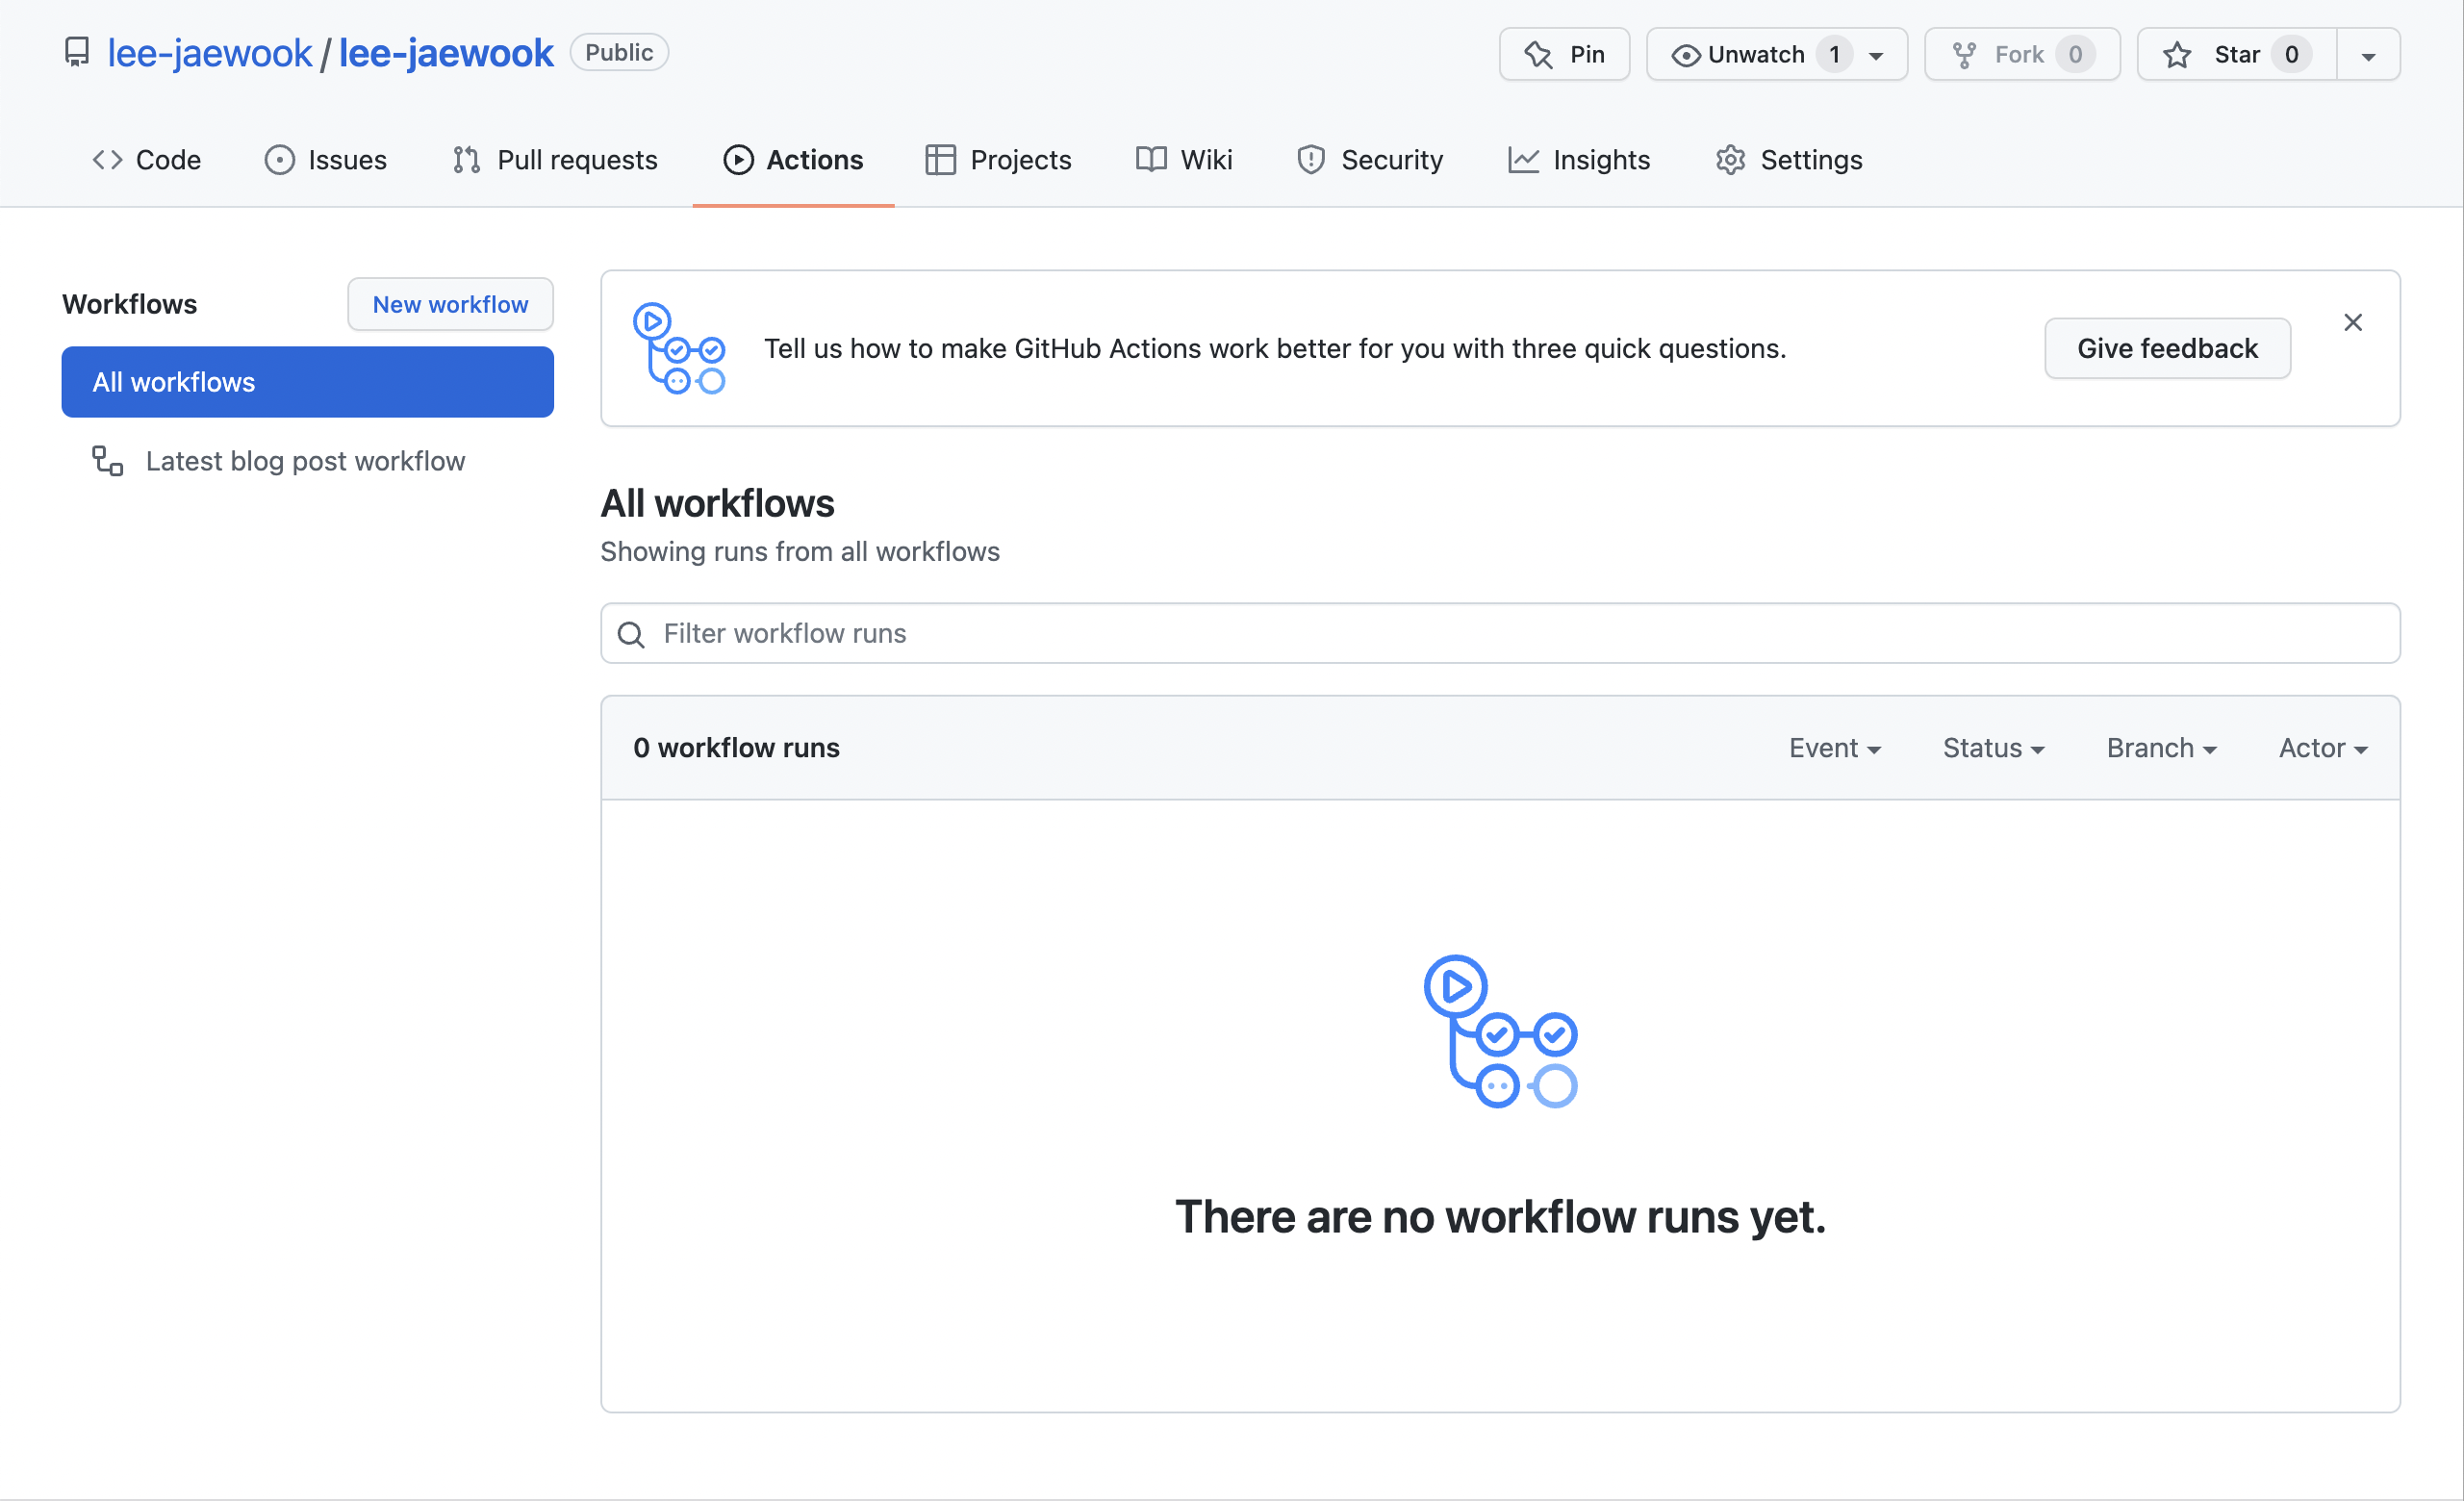 lee-jaewook / lee-jaewook Public Pin Unwatch 1 Fork 0 Star 0
Code Issues Pull requests Actions Projects Wiki Security Insights Settings
Workflows New workflow
All workflows
Latest blog post workflow
Tell us how to make GitHub Actions work better for you with three quick questions. Give feedback
All workflows
Showing runs from all workflows
Filter workflow runs
0 workflow runs Event Status Branch Actor
There are no workflow runs yet.